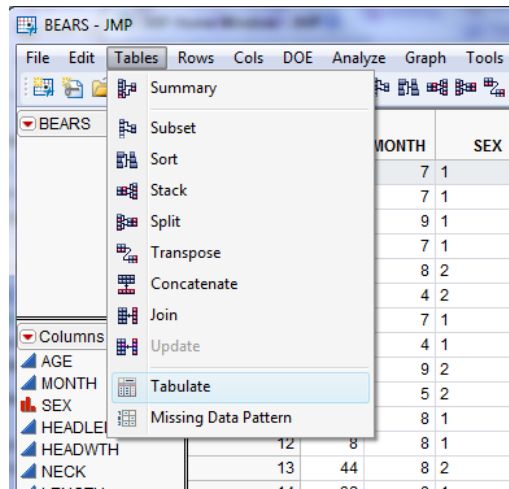 BEARS - JMP
File Edit Tables Rows Cols DOE Analyze Graph Tools
Summary
BEARS
Subset
MONTH SEX
Sort
7 1
Stack
7 1
Split
9 1
7 1
Transpose
8 2
Concatenate
4 2
Join
7 1
Columns
Update
4 1
AGE
9 2
MONTH
Tabulate
5 2
SEX
Missing Data Pattern
8 1
HEADLE
HEADWTH
12 8 8 1
NECK
13 44 8 2